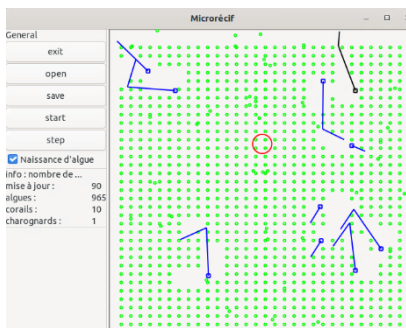 Microrécif
General
exit
open
save
start
step
Naissance d'algue
info : nombre de ...
mise à jour : 90
algues : 965
corails : 10
charognards : 1